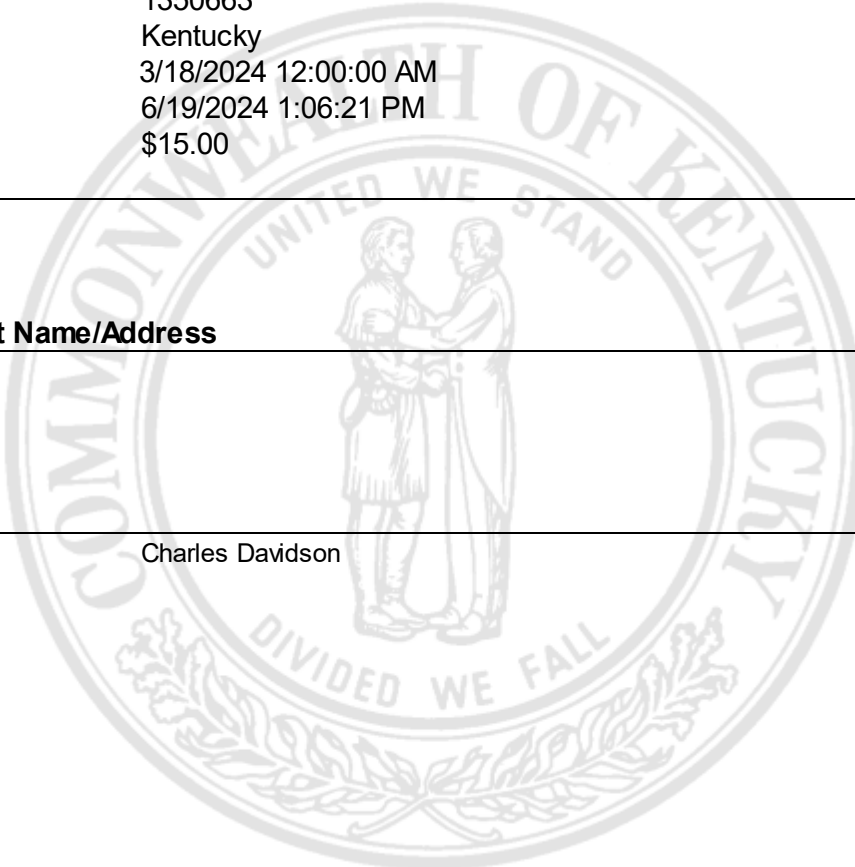 1350663
Kentucky
3/18/2024 12:00:00 AM
6/19/2024 1:06:21 PM
$15.00
COMMONWEALTH OF KENTUCKY
UNITED WE STAND
t Name/Address
Charles Davidson
DIVIDED WE FALL